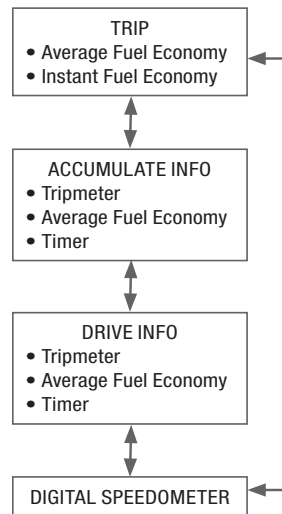 TRIP
• Average Fuel Economy
• Instant Fuel Economy
ACCUMULATE INFO
• Tripmeter
• Average Fuel Economy
• Timer
DRIVE INFO
• Tripmeter
• Average Fuel Economy
• Timer
DIGITAL SPEEDOMETER